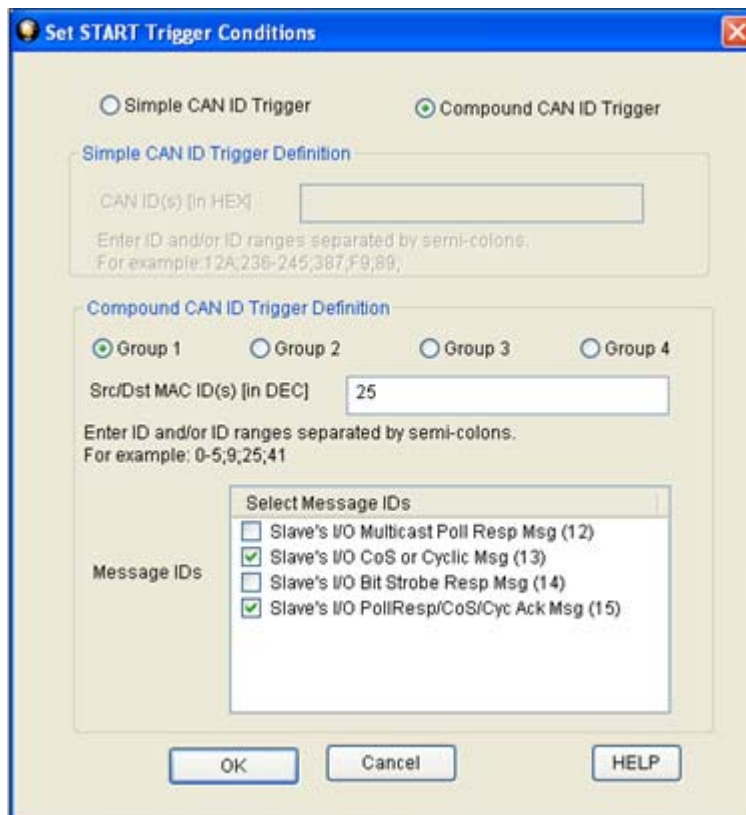 Set START Trigger Conditions
Simple CAN ID Trigger Compound CAN ID Trigger
Simple CAN ID Trigger Definition
CAN ID(s) [in HEX]
Enter ID and/or ID ranges separated by semi-colons.
For example:12A;236-245;387;F9;89;
Compound CAN ID Trigger Definition
Group 1 Group 2 Group 3 Group 4
Src/Dst MAC ID(s) [in DEC] 25
Enter ID and/or ID ranges separated by semi-colons.
For example: 0-5;9;25;41
Select Message IDs
Slave's I/O Multicast Poll Resp Msg (12)
Slave's I/O CoS or Cyclic Msg (13)
Message IDs
Slave's I/O Bit Strobe Resp Msg (14)
Slave's I/O PollResp/CoS/Cyc Ack Msg (15)
OK Cancel HELP